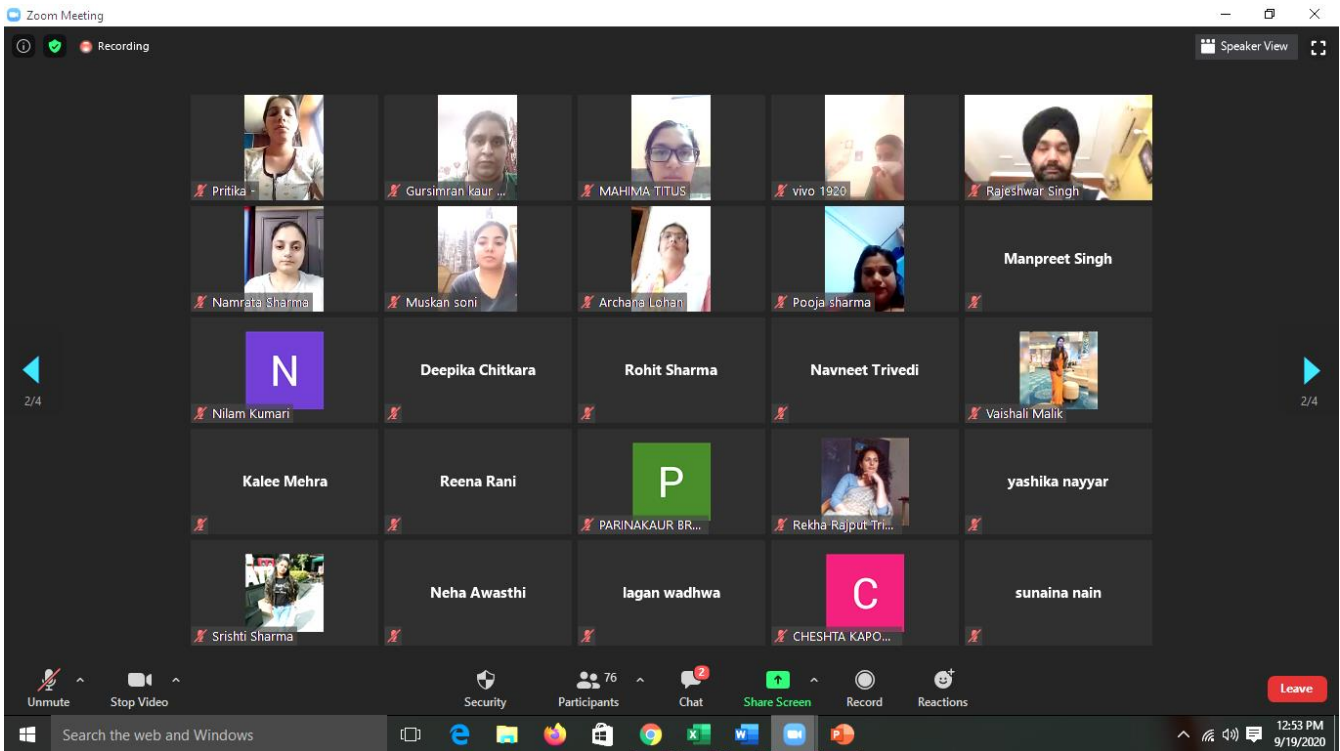 Zoom Meeting
Recording
Speaker View
Pritika -
Gursimran kaur ...
MAHIMA TITUS
vivo 1920
Rajeshwar Singh
Namrata Sharma
Muskan soni
Archana Lohan
Pooja sharma
Manpreet Singh
N
Nilam Kumari
Deepika Chitkara
Rohit Sharma
Navneet Trivedi
Vaishali Malik
2/4
2/4
Kalee Mehra
Reena Rani
P
PARINAKAUR BR...
Rekha Rajput Tri...
yashika nayyar
Srishti Sharma
Neha Awasthi
lagan wadhwa
C
CHESHTA KAPO...
sunaina nain
Unmute
Stop Video
Security
76
Participants
2
Chat
Share Screen
Record
Reactions
Leave
Search the web and Windows
12:53 PM
9/19/2020